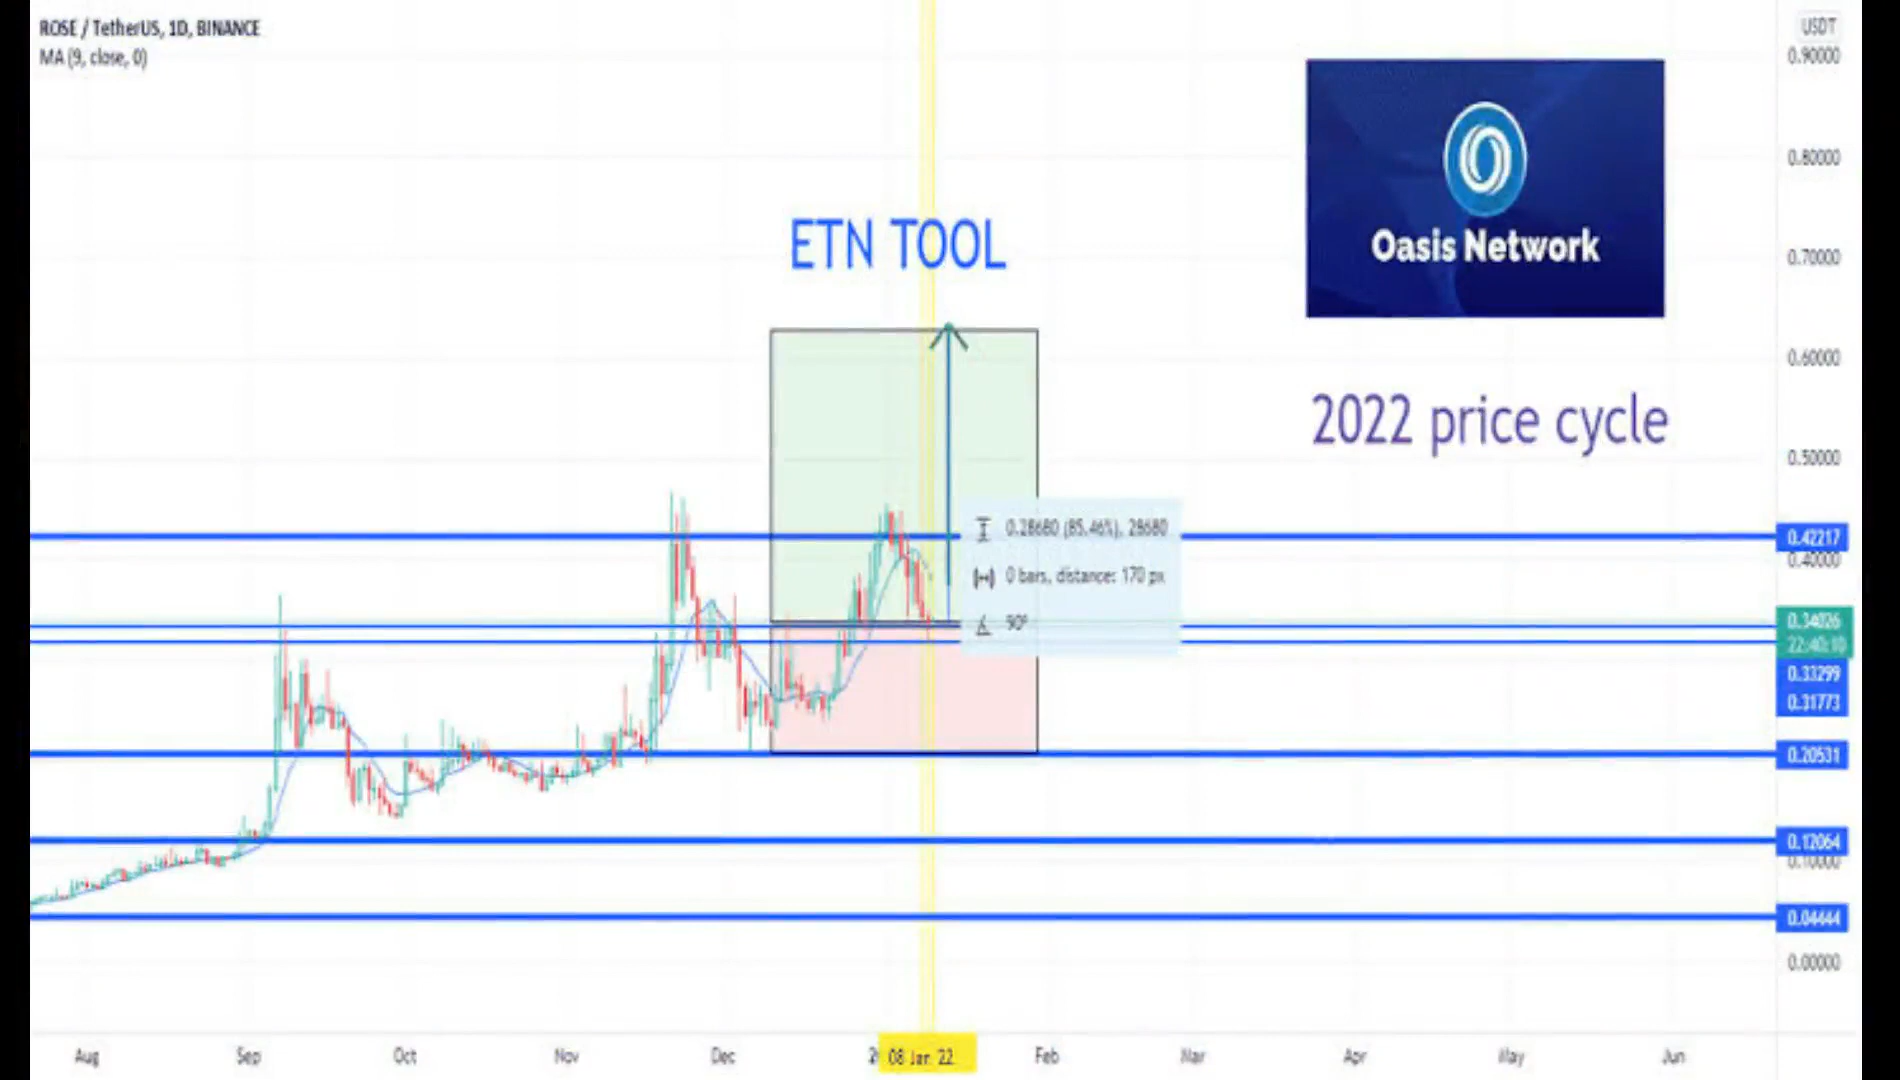 ROSE / TetherUS, 1D, BINANCE
MA (9, close, 0)
USDT
0.90000
0.80000
0.70000
0.60000
0.50000
0.42217
0.40000
0.34026
22:40:10
0.33299
0.31773
0.20531
0.12064
0.10000
0.04444
0.00000
Oasis Network
2022 price cycle
ETN TOOL
0.28680 (85.46%), 28680
0 bars, distance: 170 px
90°
Aug
Sep
Oct
Nov
Dec
08 Jan 22
Feb
Mar
Apr
May
Jun